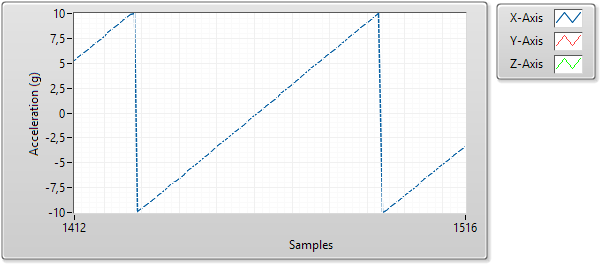 10
7,5
5
2,5
0
2,5
-5
7,5
-10
Acceleration (g)
1412
1516
Samples
X-Axis
Y-Axis
Z-Axis